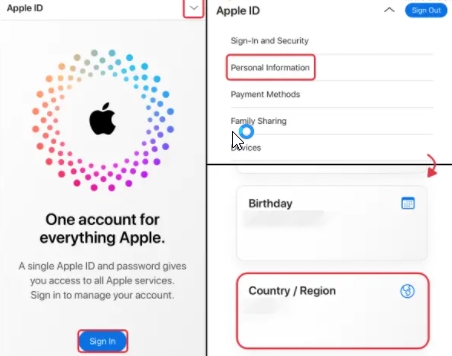 Apple ID
One account for
everything Apple.
A single Apple ID and password gives
you access to all Apple services.
Sign in to manage your account.
Sign In
Apple ID
Sign Out
Sign-In and Security
Personal Information
Payment Methods
Family Sharing
Birthday
Country / Region